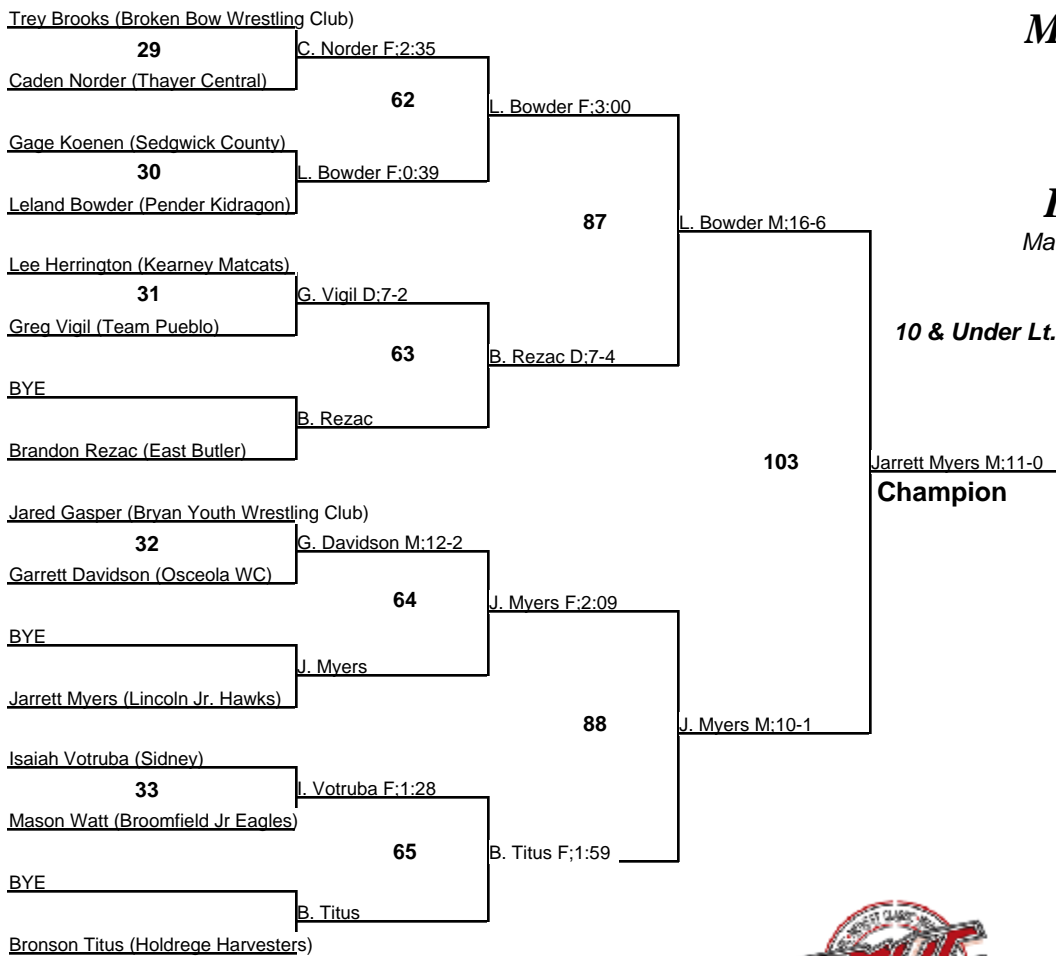 Trey Brooks (Broken Bow Wrestling Club)
M
29
C. Norder F;2:35
Caden Norder (Thayer Central)
62
L. Bowder F;3:00
Gage Koenen (Sedgwick County)
30
L. Bowder F;0:39
Leland Bowder (Pender Kidragon)
87
L. Bowder M;16-6
Ma
Lee Herrington (Kearney Matcats)
31
G. Vigil D;7-2
Greg Vigil (Team Pueblo)
10 & Under Lt.
63
B. Rezac D;7-4
BYE
B. Rezac
Brandon Rezac (East Butler)
103
Jarrett Myers M;11-0
Champion
Jared Gasper (Bryan Youth Wrestling Club)
32
G. Davidson M;12-2
Garrett Davidson (Osceola WC)
64
J. Myers F;2:09
BYE
J. Myers
Jarrett Myers (Lincoln Jr. Hawks)
88
J. Myers M;10-1
Isaiah Votruba (Sidney)
33
I. Votruba F;1:28
Mason Watt (Broomfield Jr Eagles)
65
B. Titus F;1:59
BYE
B. Titus
Bronson Titus (Holdrege Harvesters)